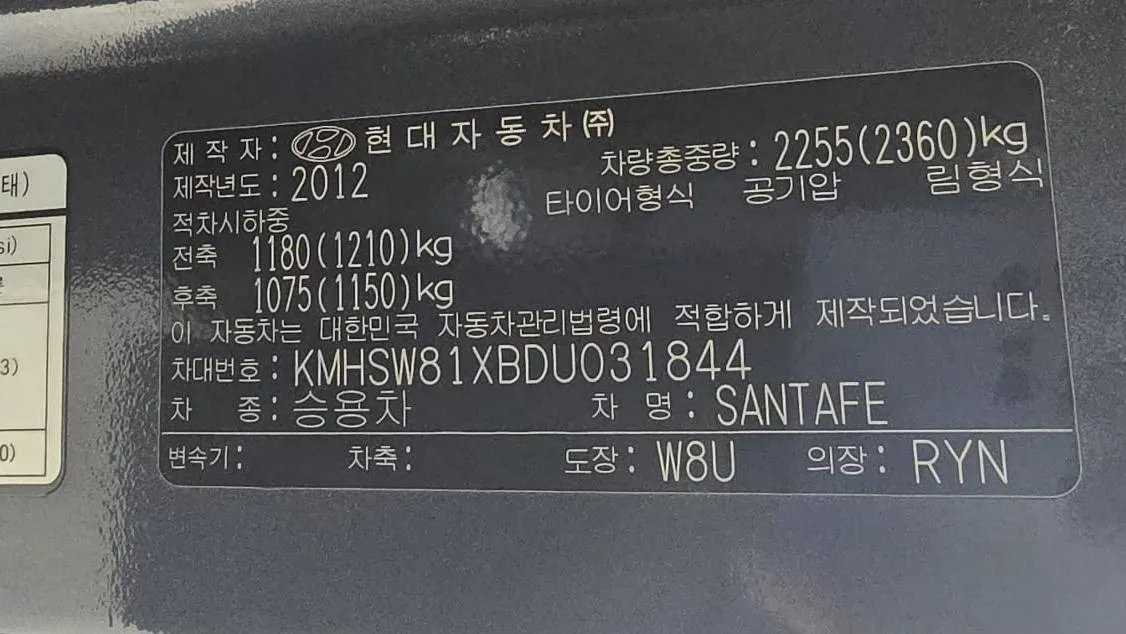 제작자: 현대자동차(주)
제작년도: 2012
차량총중량: 2255(2360)kg
적차시하중 타이어형식 공기압 림형식
전축 1180(1210)kg
후축 1075(1150)kg
이 자동차는 대한민국 자동차관리법령에 적합하게 제작되었습니다.
차대번호: KMHSW81XBDU031844
차 종: 승용차 차 명: SANTAFE
변속기: 차축: 도장: W8U 의장: RYN
태)
si)
3)
0)